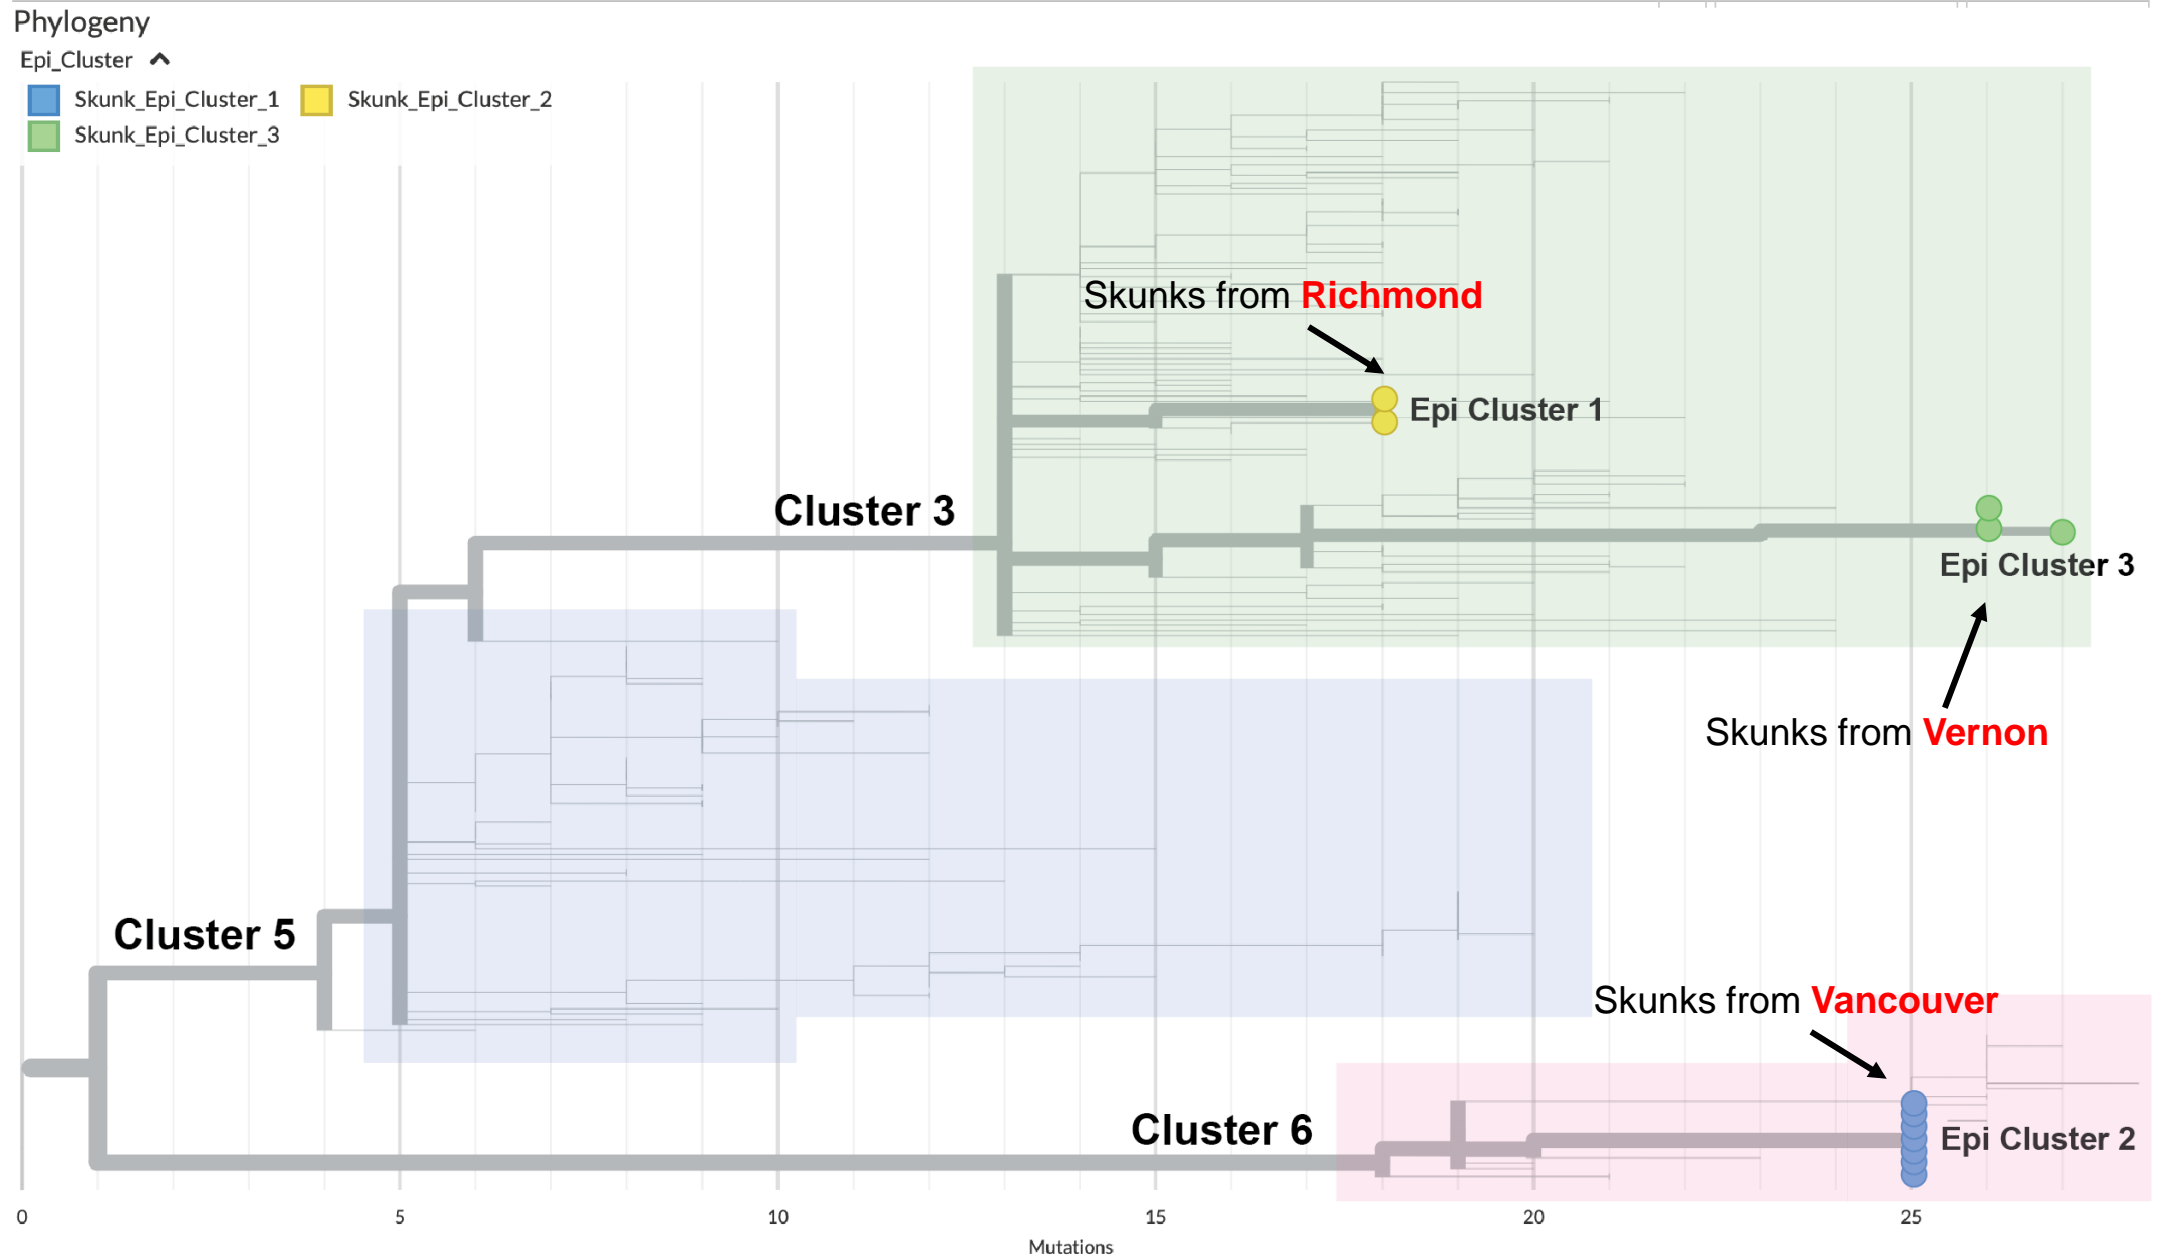 Phylogeny
Epi_Cluster
Skunk_Epi_Cluster_1
Skunk_Epi_Cluster_2
Skunk_Epi_Cluster_3
Skunks from Richmond
Epi Cluster 1
Cluster 3
Epi Cluster 3
Skunks from Vernon
Cluster 5
Skunks from Vancouver
Cluster 6
Epi Cluster 2
0 5 10 15 20 25
Mutations